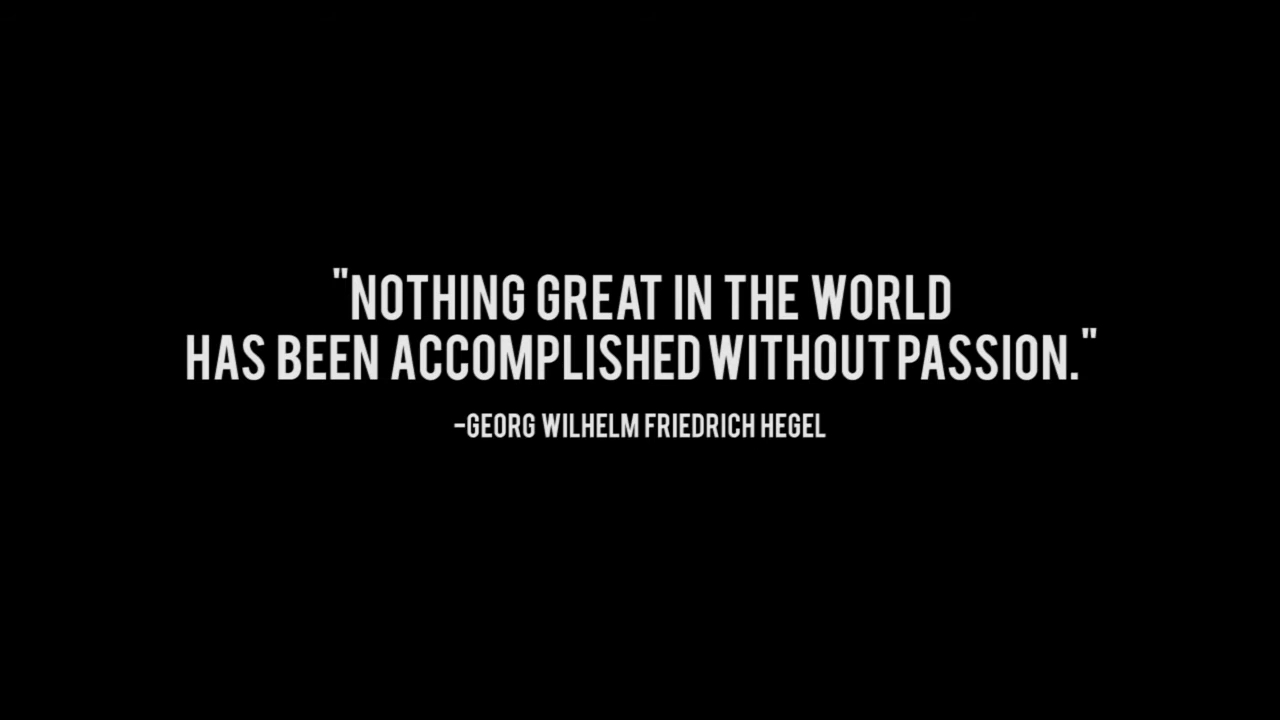 "NOTHING GREAT IN THE WORLD
HAS BEEN ACCOMPLISHED WITHOUT PASSION."
-GEORG WILHELM FRIEDRICH HEGEL